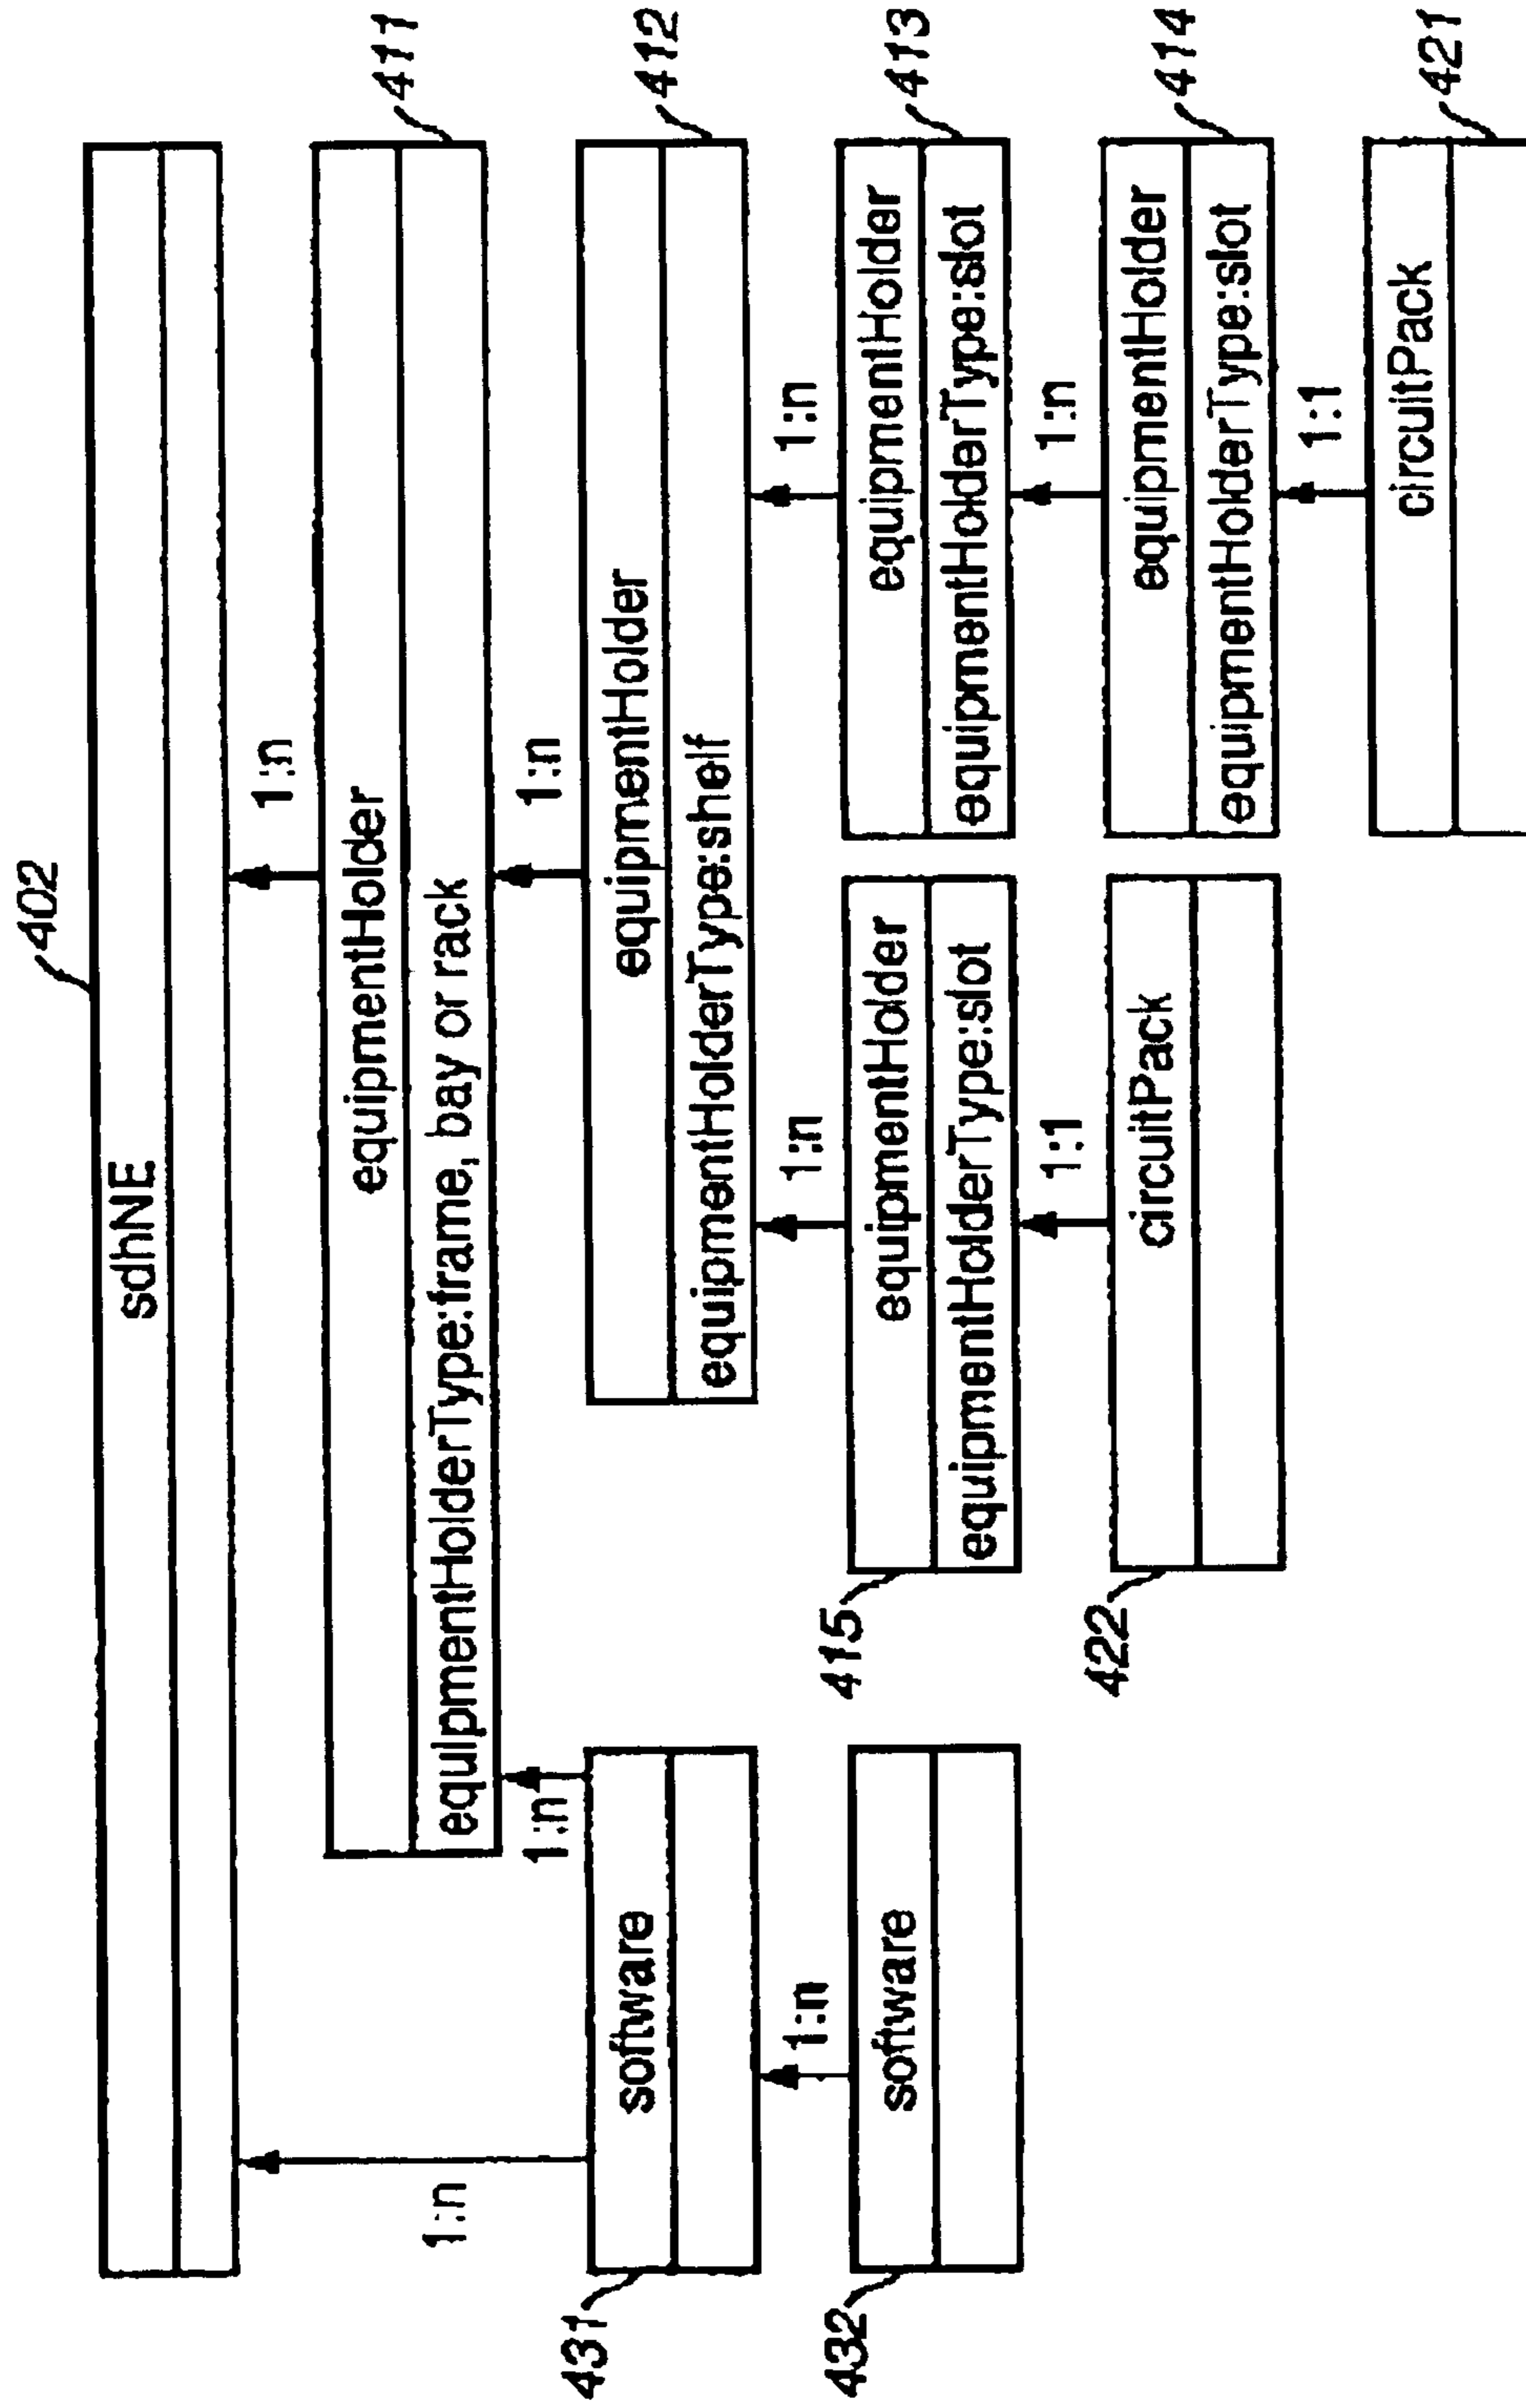 402
sdhNE
1:n
1:n
equipmentHolder
equipmentHolderType:frame, bay or rack
411
1:n
1:n
software
431
equipmentHolder
equipmentHolderType:shelf
412
1:n
1:n
1:n
software
432
equipmentHolder
equipmentHolderType:slot
415
equipmentHolder
equipmentHolderType:slot
413
1:1
1:n
circuitPack
422
equipmentHolder
equipmentHolderType:slot
414
1:1
circuitPack
421